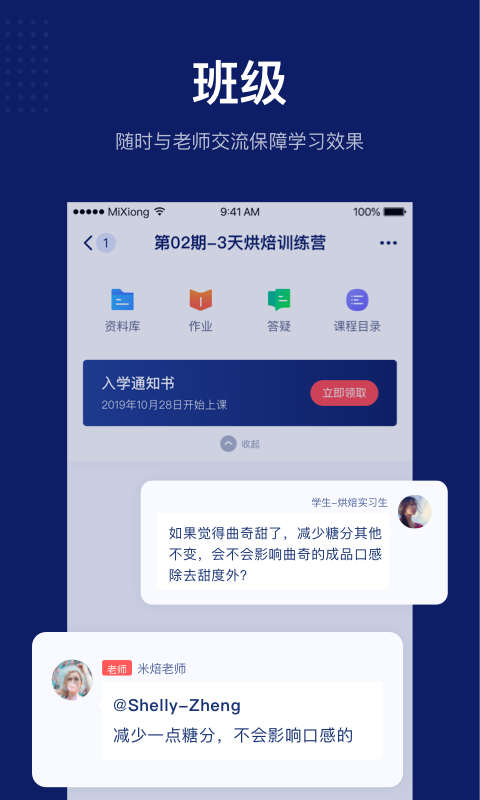 班级
随时与老师交流保障学习效果
MiXiong 9:41 AM 100%
1 第02期-3天烘焙训练营
资料库 作业 答疑 课程目录
入学通知书
2019年10月28日开始上课
立即领取
收起
学生-烘焙实习生
如果觉得曲奇甜了，减少糖分其他
不变，会不会影响曲奇的成品口感
除去甜度外?
老师 米焙老师
@Shelly-Zheng
减少一点糖分，不会影响口感的